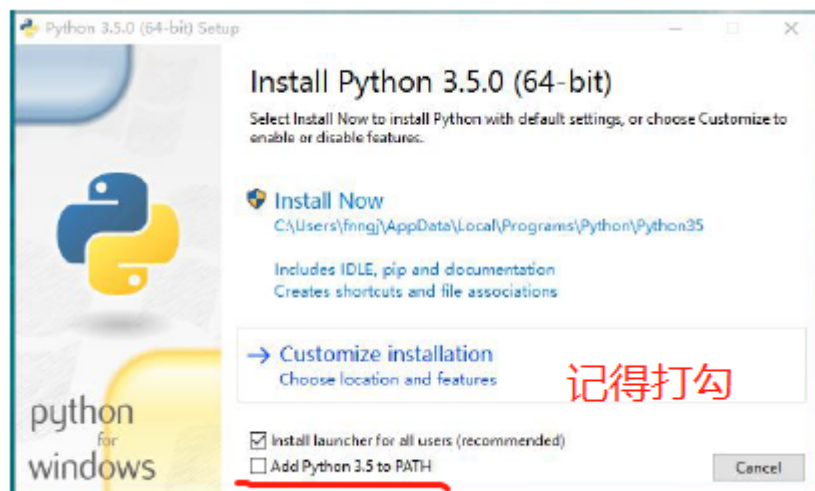 Python 3.5.0 (64-bit) Setup
Install Python 3.5.0 (64-bit)
Select Install Now to install Python with default settings, or choose Customize to
enable or disable features.
Install Now
C:\Users\fnngj\AppData\Local\Programs\Python\Python35
Includes IDLE, pip and documentation
Creates shortcuts and file associations
Customize installation
Choose location and features
记得打勾
Install launcher for all users (recommended)
Add Python 3.5 to PATH
Cancel
python
for
windows